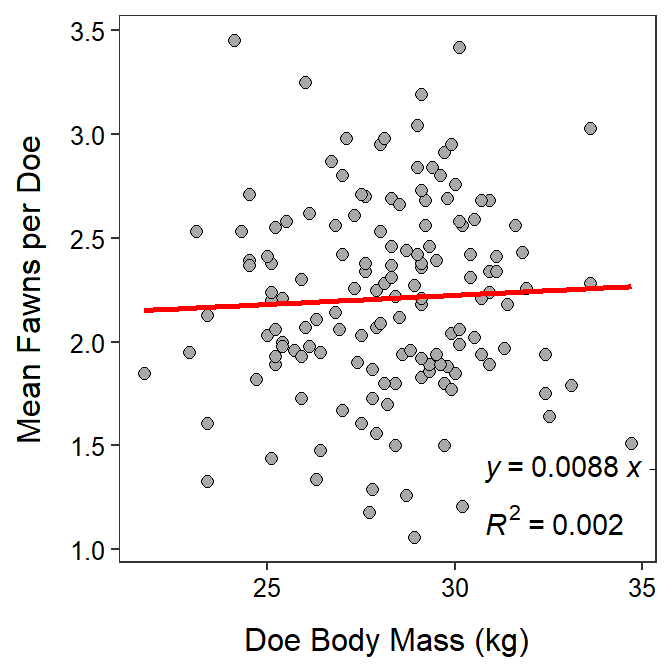 Mean Fawns per Doe
3.5
3.0
2.5
2.0
1.5
1.0
y = 0.0088 x -
R² = 0.002
25 30 35
Doe Body Mass (kg)